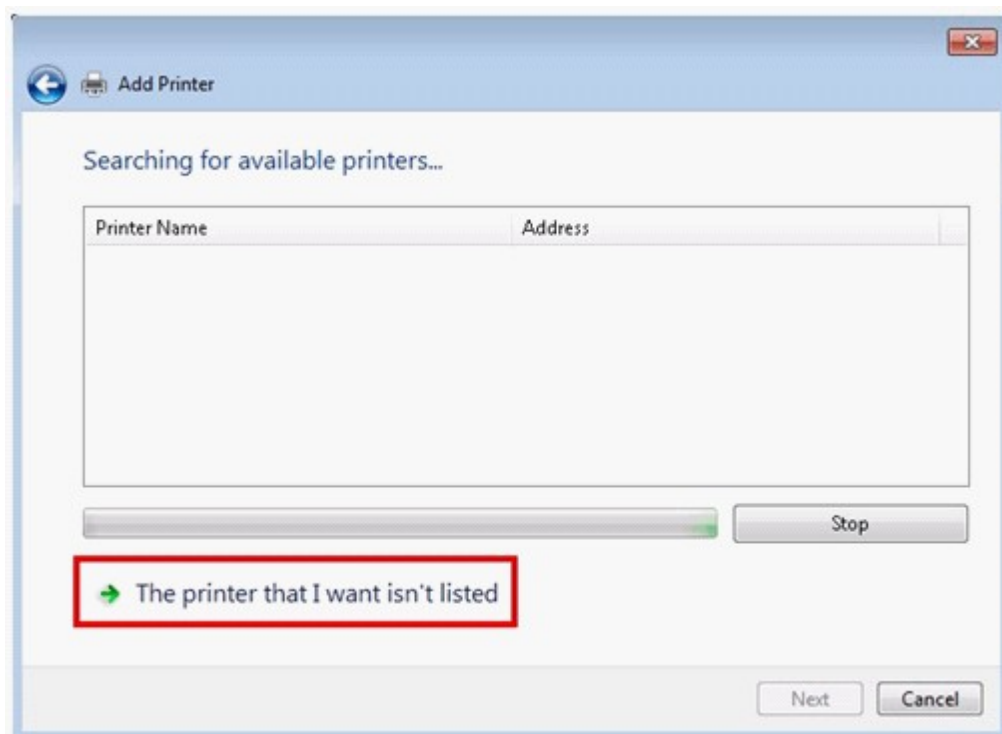 Add Printer
Searching for available printers...
Printer Name Address
Stop
The printer that I want isn't listed
Next Cancel